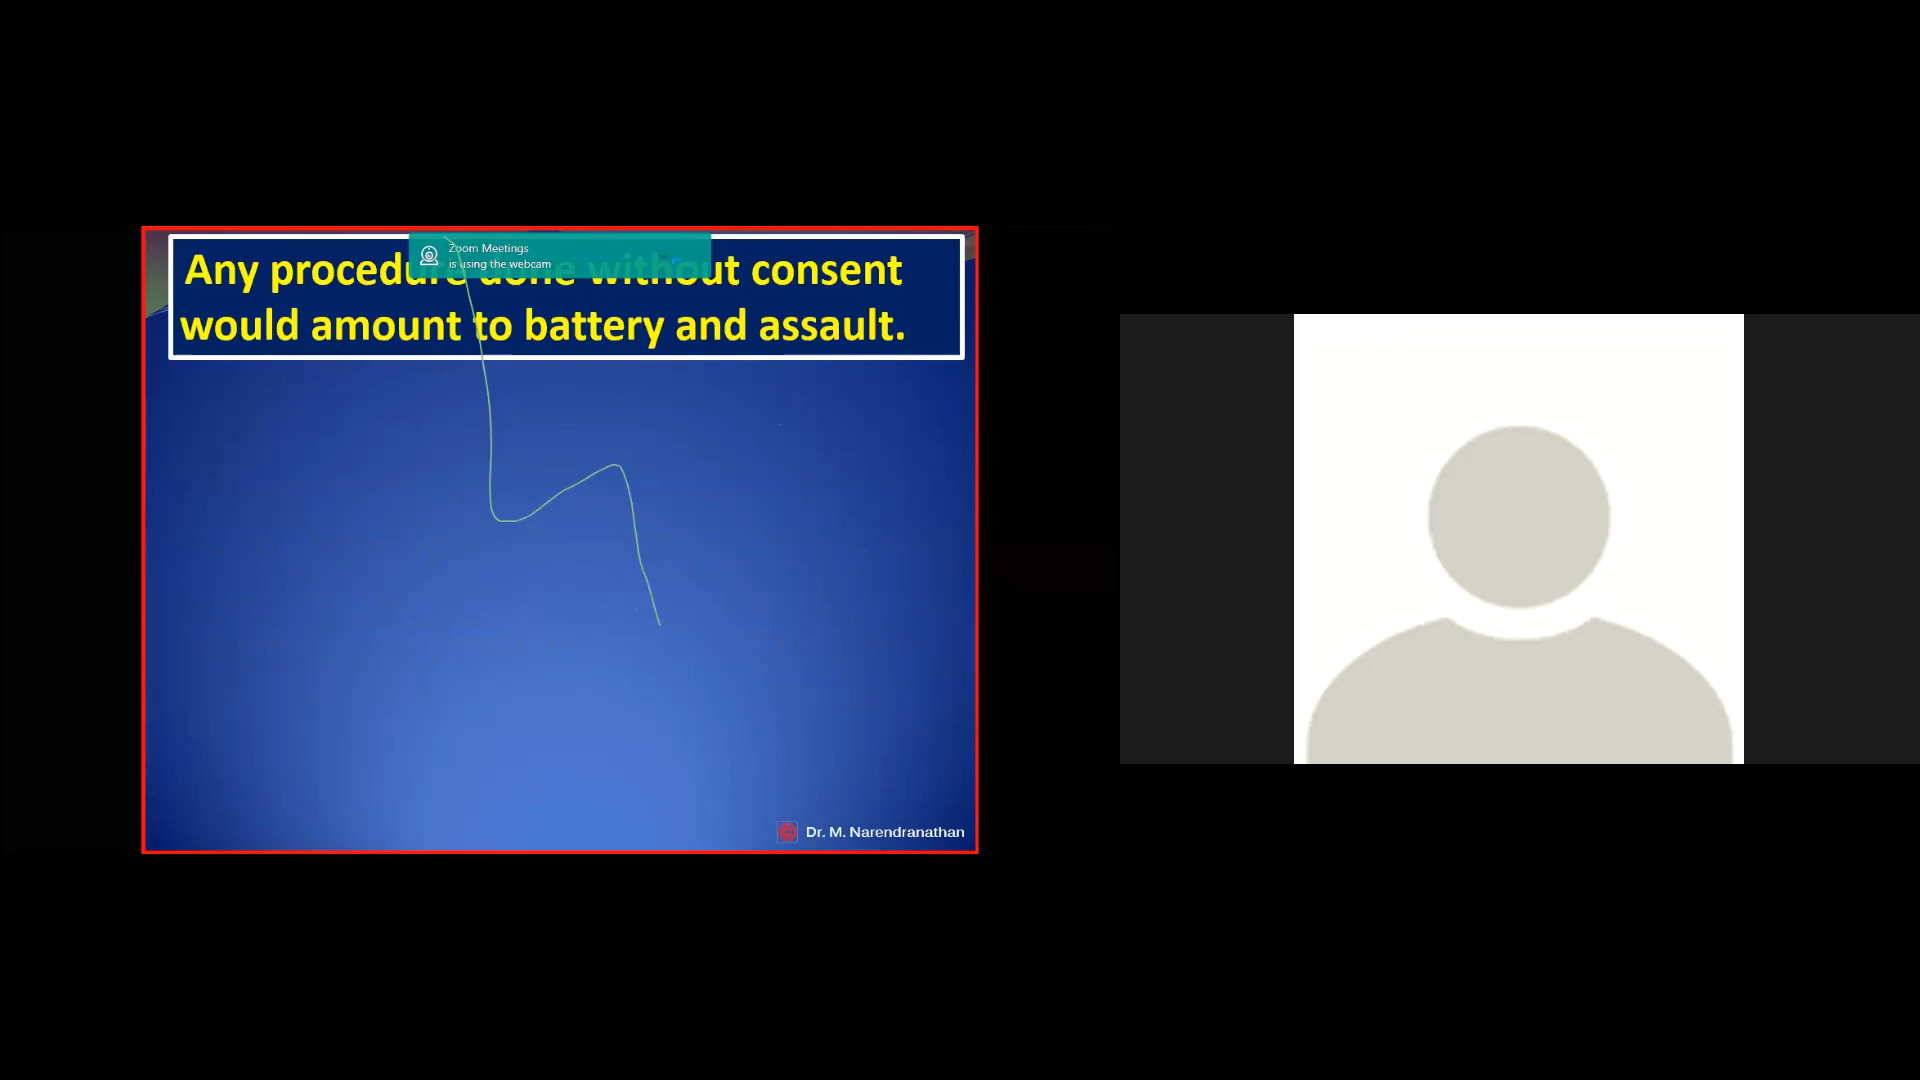 Zoom Meetings
is using the webcam
Any procedure done without consent
would amount to battery and assault.
Dr. M. Narendranathan